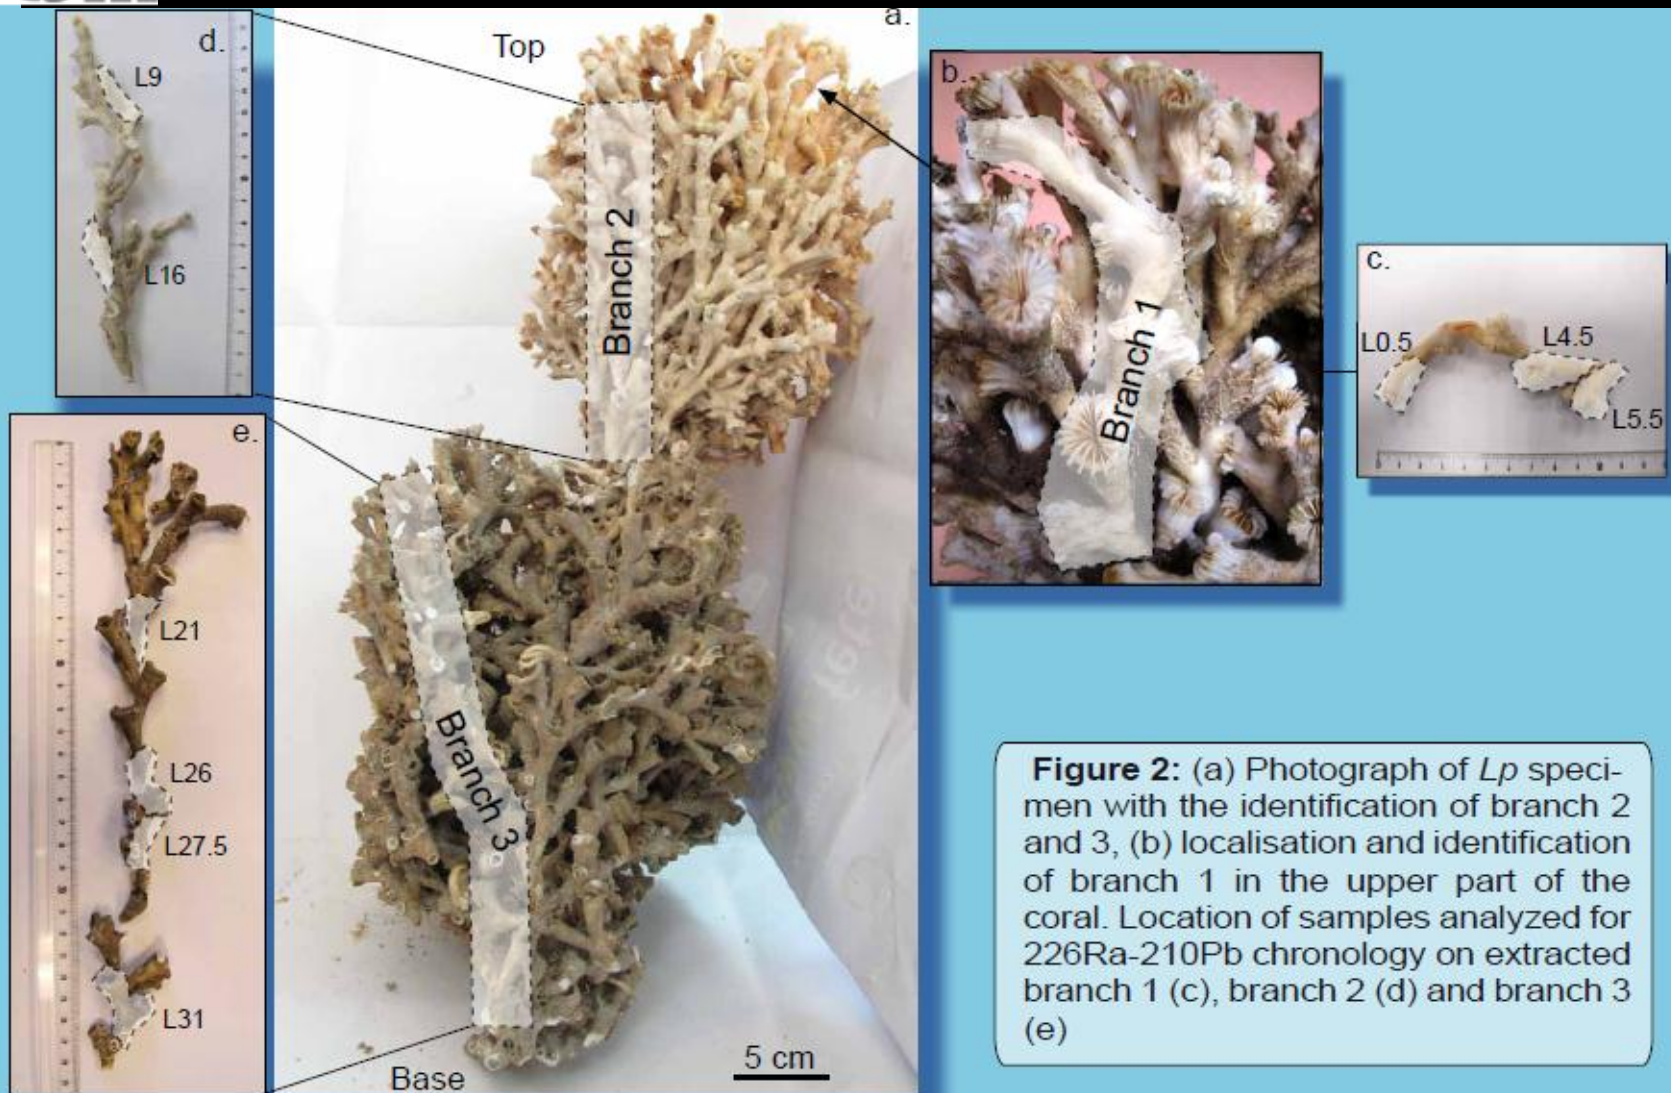 a.
Top
Branch 2
Branch 3
Base
5 cm
b.
Branch 1
c.
L0.5
L4.5
L5.5
d.
L9
L16
e.
L21
L26
L27.5
L31
Figure 2: (a) Photograph of Lp speci-
men with the identification of branch 2
and 3, (b) localisation and identification
of branch 1 in the upper part of the
coral. Location of samples analyzed for
226Ra-210Pb chronology on extracted
branch 1 (c), branch 2 (d) and branch 3
(e)